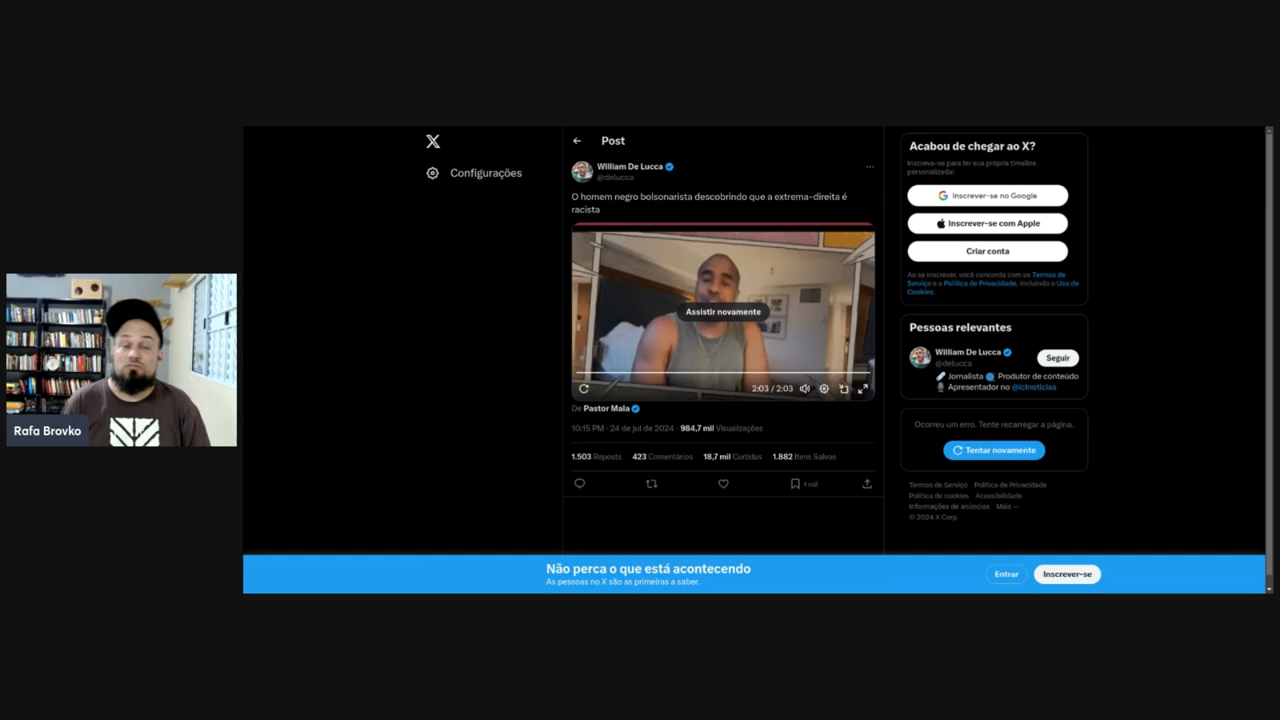 Rafa Brovko
X
Configurações
Post
William De Lucca
@delucca
O homem negro bolsonarista descobrindo que a extrema-direita é
racista
Assistir novamente
2:03 / 2:03
De Pastor Mala
10:15 PM · 24 de jul de 2024 · 984,7 mil Visualizações
1.503 Reposts 423 Comentários 18,7 mil Curtidas 1.882 Itens Salvos
1 mil
Acabou de chegar ao X?
Inscreva-se para ter sua própria timeline
personalizada!
Inscrever-se no Google
Inscrever-se com Apple
Criar conta
Ao se inscrever, você concorda com os Termos de
Serviço e a Política de Privacidade, incluindo o Uso de
Cookies.
Pessoas relevantes
William De Lucca
@delucca
Seguir
Jornalista Produtor de conteúdo
Apresentador no @iclnoticias
Ocorreu um erro. Tente recarregar a página.
Tentar novamente
Termos de Serviço Política de Privacidade
Política de cookies Acessibilidade
Informações de anúncios Mais ···
© 2024 X Corp.
Não perca o que está acontecendo
As pessoas no X são as primeiras a saber.
Entrar
Inscrever-se